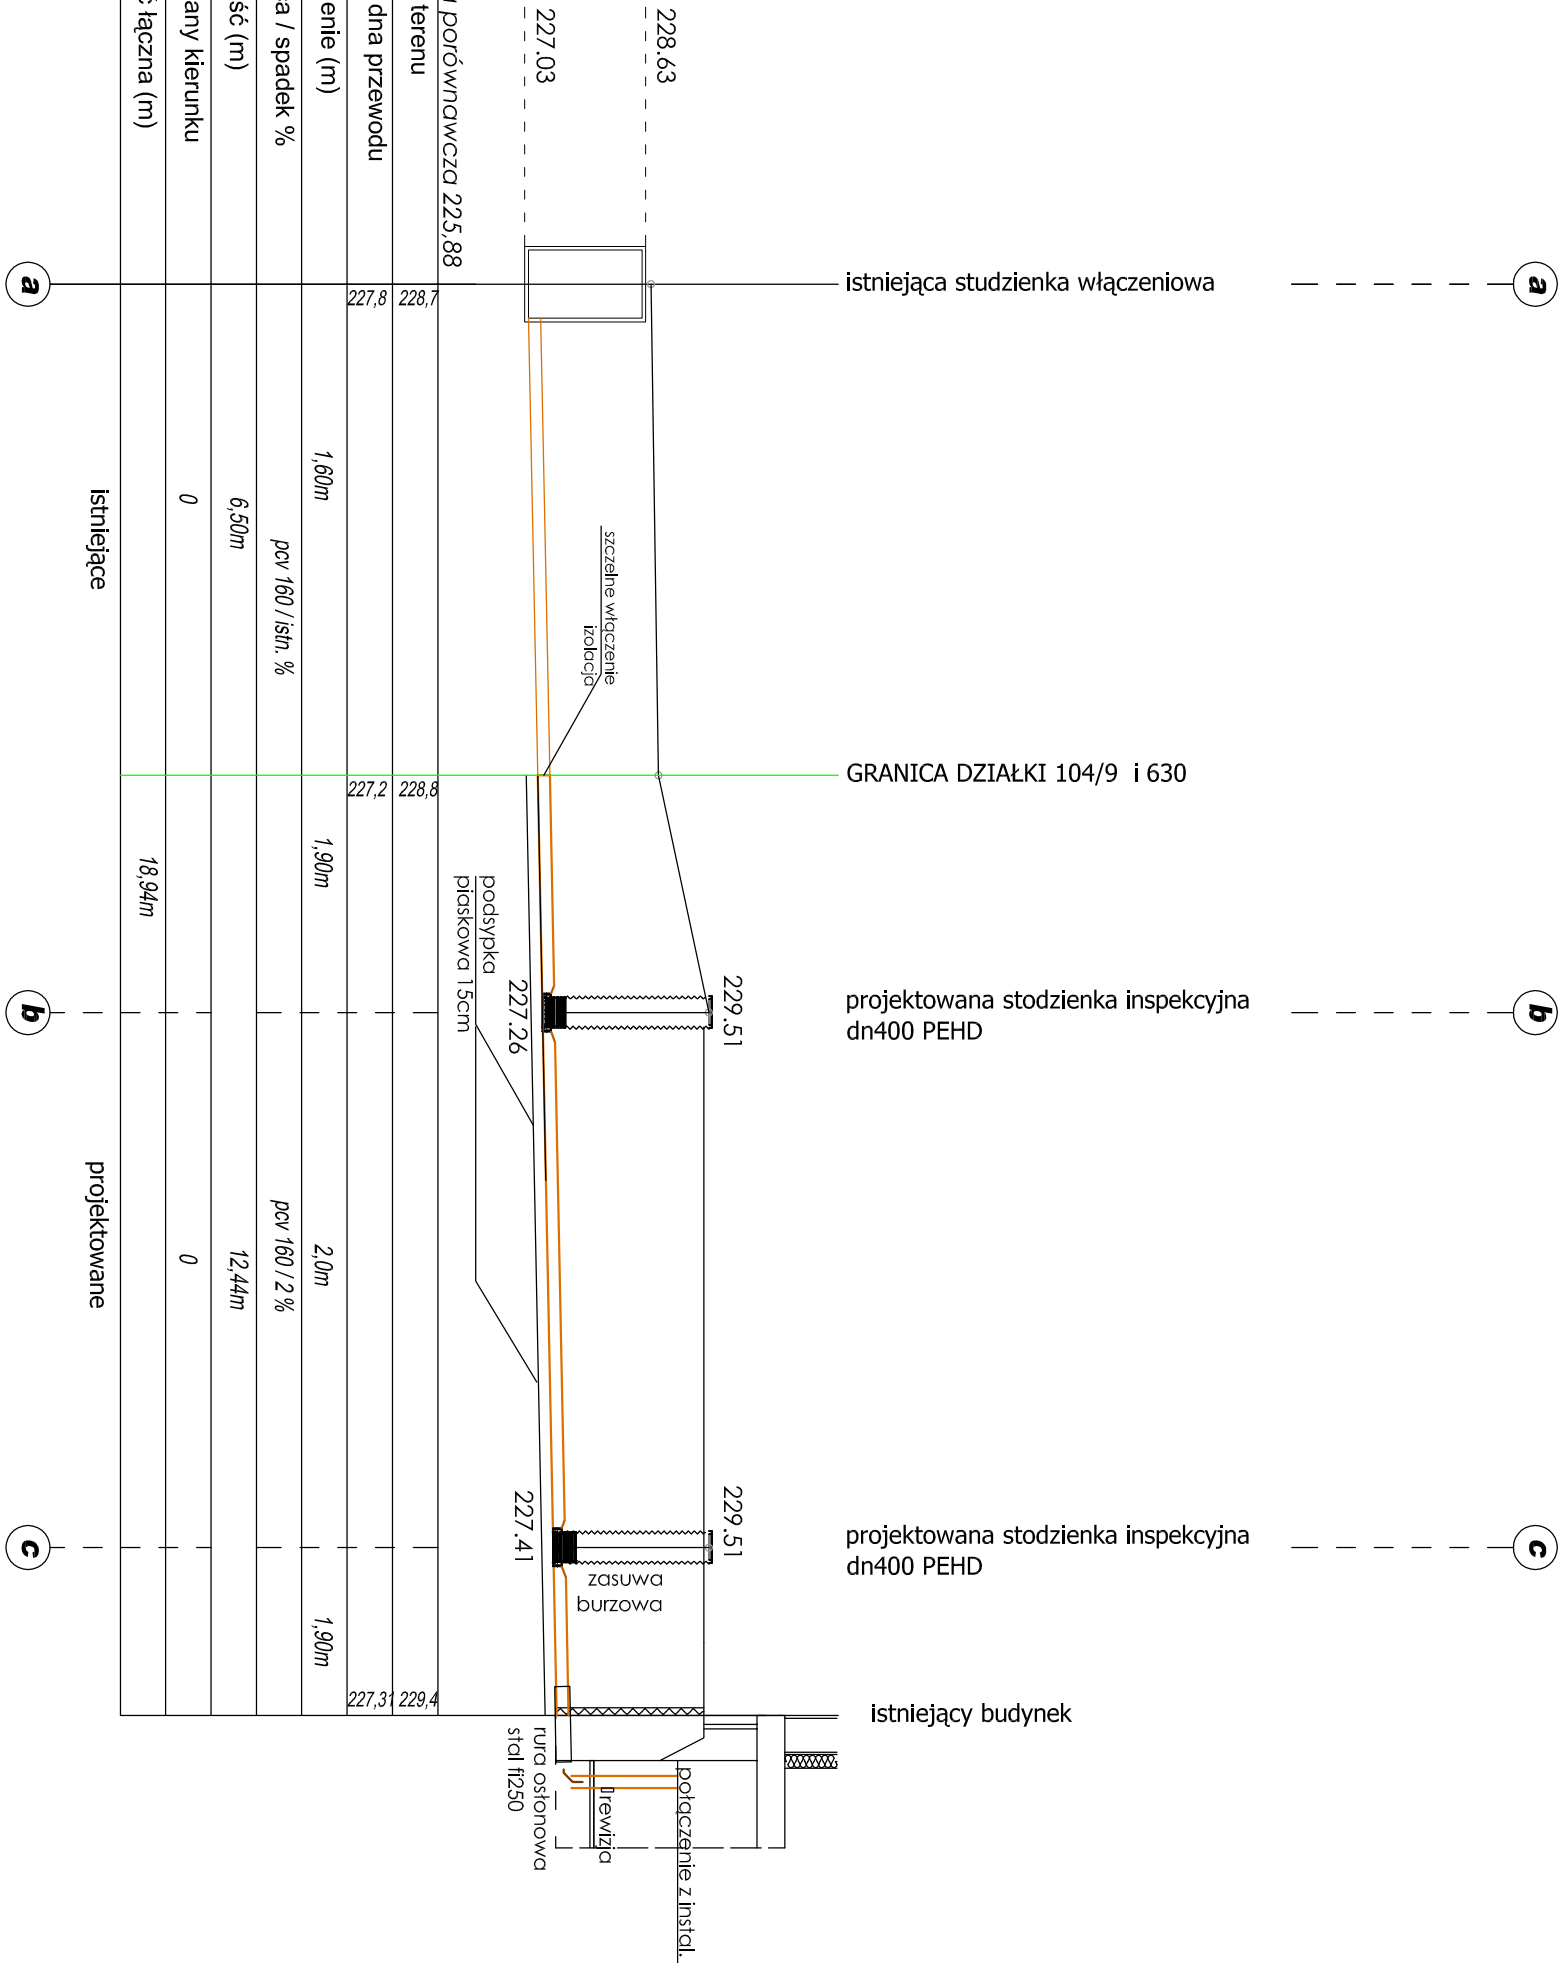 a
istniejąca studzienka włączeniowa
a
GRANICA DZIAŁKI 104/9 i 630
b
projektowana stodzienka inspekcyjna
dn400 PEHD
b
c
projektowana stodzienka inspekcyjna
dn400 PEHD
c
istniejący budynek
228.63
227.03
229.51
227.26
229.51
227.41
szczelne włączenie
izolacja
podsypka
piaskowa 15cm
zasuwa
burzowa
rura osłonowa
stal fi250
rewizja
połączenie z instal.
porównawcza 225,88
terenu
228,7
228,8
229,4
dna przewodu
227,8
227,2
227,31
enie (m)
1,60m
1,90m
2,0m
1,90m
a / spadek %
pcv 160 / istn. %
pcv 160 / 2 %
ść (m)
6,50m
12,44m
any kierunku
0
0
łączna (m)
18,94m
istniejące
projektowane